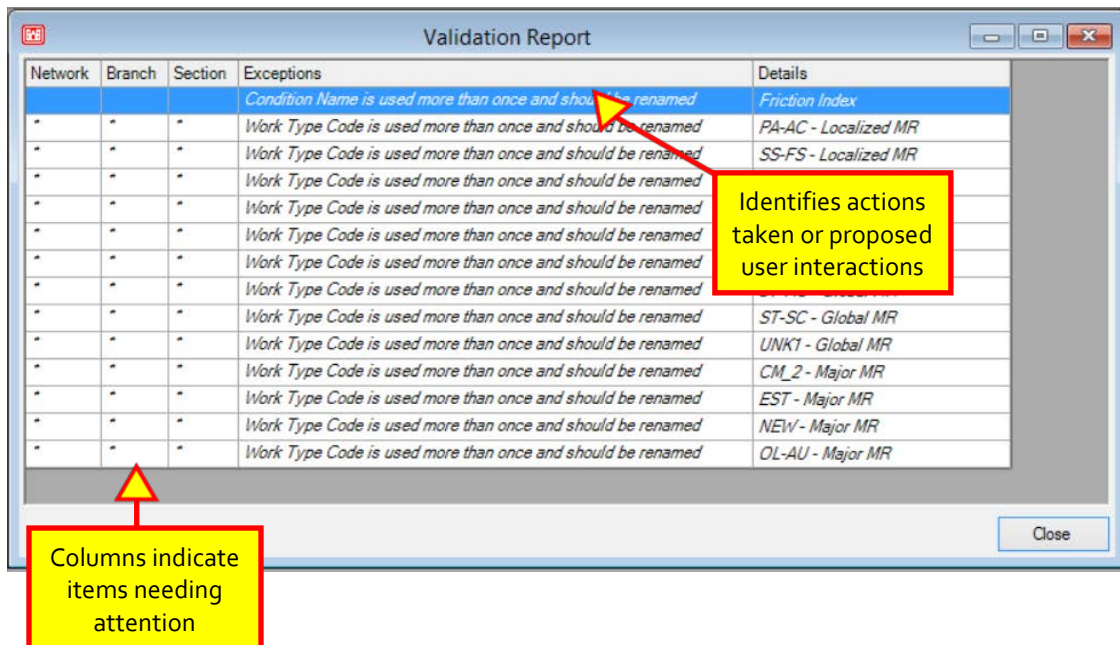 Validation Report
Network Branch Section Exceptions Details
Condition Name is used more than once and should be renamed Friction Index
* * * Work Type Code is used more than once and should be renamed PA-AC - Localized MR
* * * Work Type Code is used more than once and should be renamed SS-FS - Localized MR
* * * Work Type Code is used more than once and should be renamed
* * * Work Type Code is used more than once and should be renamed
* * * Work Type Code is used more than once and should be renamed
* * * Work Type Code is used more than once and should be renamed
* * * Work Type Code is used more than once and should be renamed
* * * Work Type Code is used more than once and should be renamed ST-SC - Global MR
* * * Work Type Code is used more than once and should be renamed UNK1 - Global MR
* * * Work Type Code is used more than once and should be renamed CM_2 - Major MR
* * * Work Type Code is used more than once and should be renamed EST - Major MR
* * * Work Type Code is used more than once and should be renamed NEW - Major MR
* * * Work Type Code is used more than once and should be renamed OL-AU - Major MR
Identifies actions
taken or proposed
user interactions
Close
Columns indicate
items needing
attention